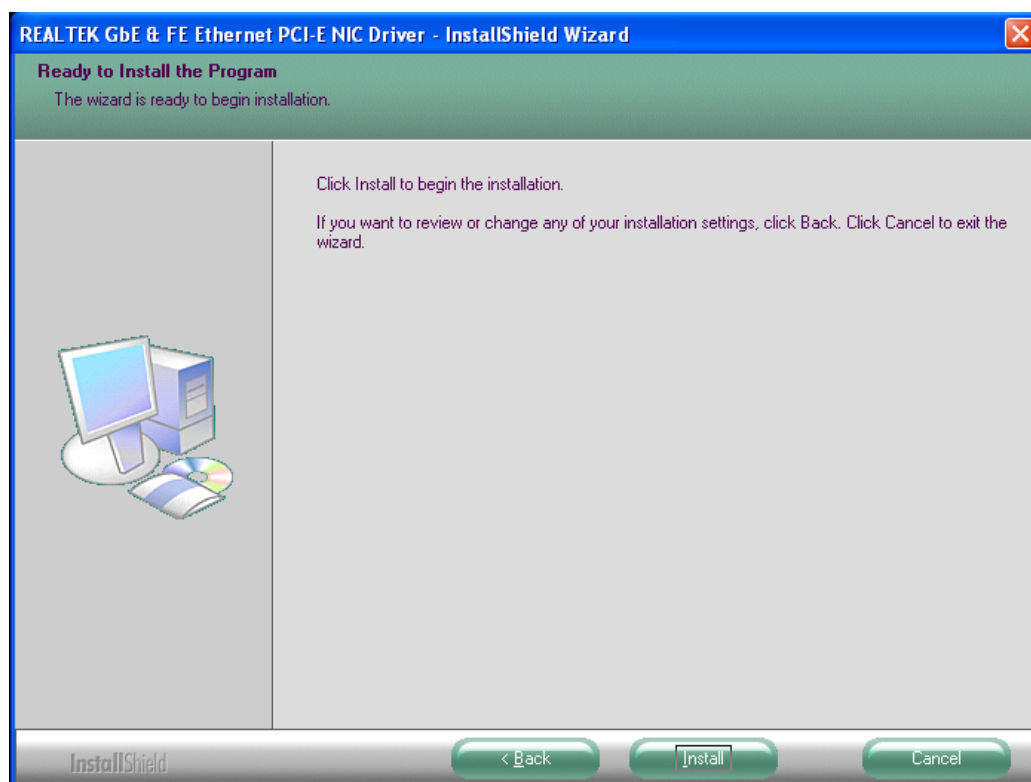 REALTEK GbE & FE Ethernet PCI-E NIC Driver - InstallShield Wizard
Ready to Install the Program
The wizard is ready to begin installation.
Click Install to begin the installation.
If you want to review or change any of your installation settings, click Back. Click Cancel to exit the
wizard.
InstallShield
< Back
Install
Cancel